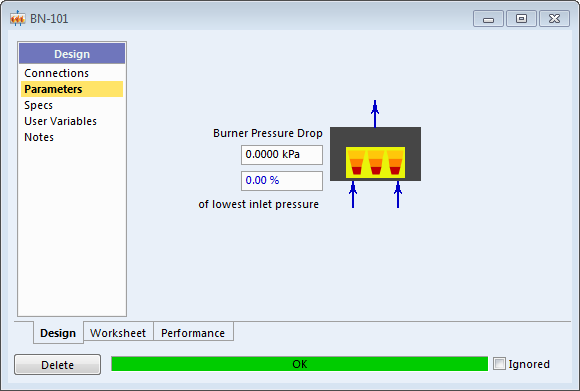 BN-101
Design
Connections
Parameters
Specs
User Variables
Notes
Burner Pressure Drop
0.0000 kPa
0.00 %
of lowest inlet pressure
Design Worksheet Performance
Delete OK Ignored